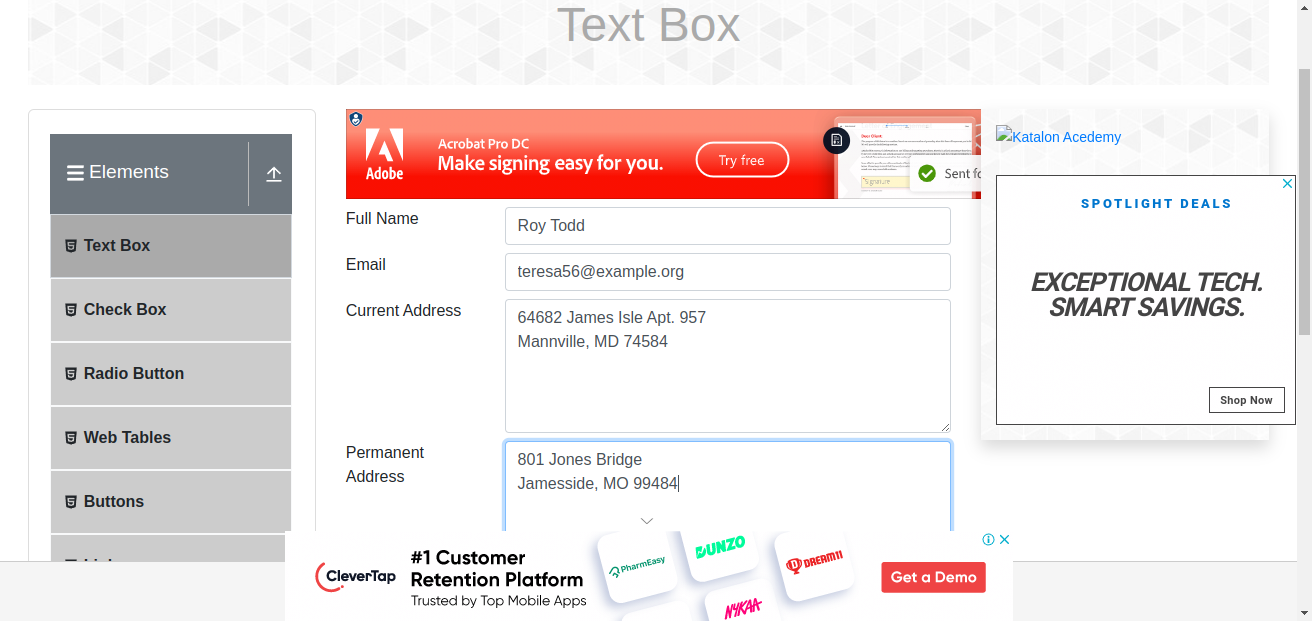 Text Box
Elements
Text Box
Check Box
Radio Button
Web Tables
Buttons
Adobe
Acrobat Pro DC
Make signing easy for you.
Try free
Dear Client
Signature
Sent fo
Full Name
Roy Todd
Email
teresa56@example.org
Current Address
64682 James Isle Apt. 957
Mannville, MD 74584
Permanent
Address
801 Jones Bridge
Jamesside, MO 99484
Katalon Acedemy
SPOTLIGHT DEALS
EXCEPTIONAL TECH.
SMART SAVINGS.
Shop Now
CleverTap
#1 Customer
Retention Platform
Trusted by Top Mobile Apps
PharmEasy
DUNZO
DREAM11
NYKAA
Get a Demo